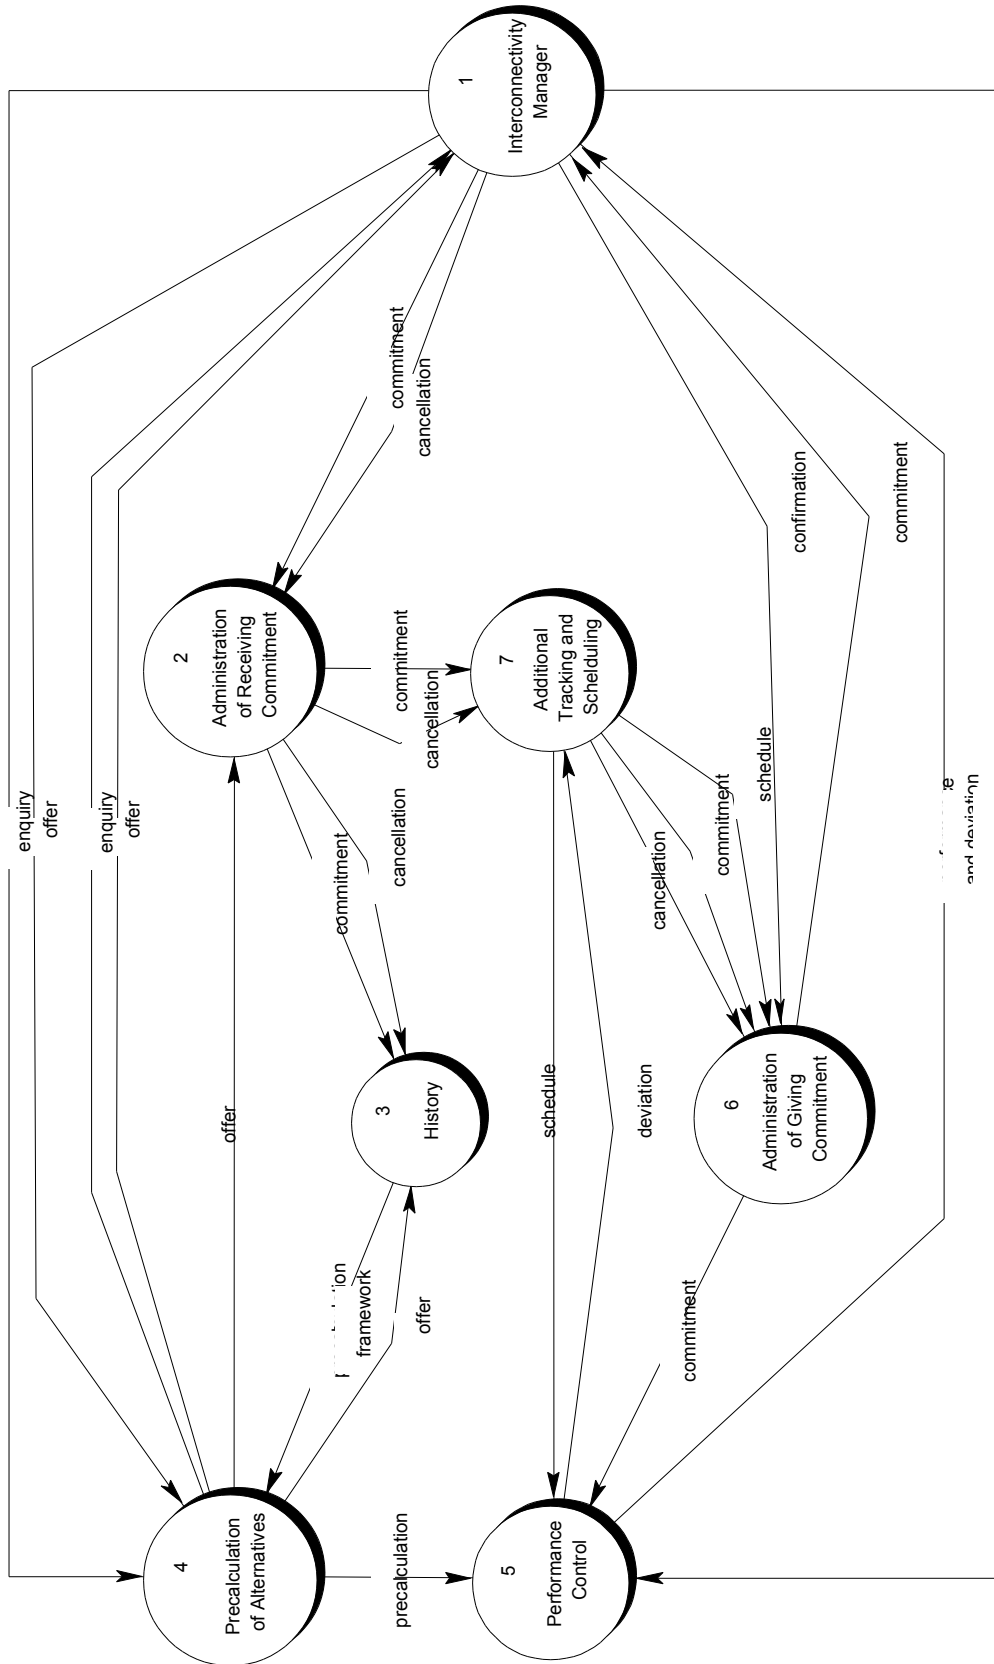 1
Interconnectivity
Manager
enquiry
offer
enquiry
offer
commitment
cancellation
2
Administration
of Receiving
Commitment
commitment
cancellation
7
Additional
Tracking and
Schelduling
confirmation
commitment
schedule
and deviation
commitment
cancellation
cancellation
commitment
offer
3
History
schedule
deviation
6
Administration
of Giving
Commitment
framework
offer
commitment
4
Precalculation
of Alternatives
precalculation
5
Performance
Control